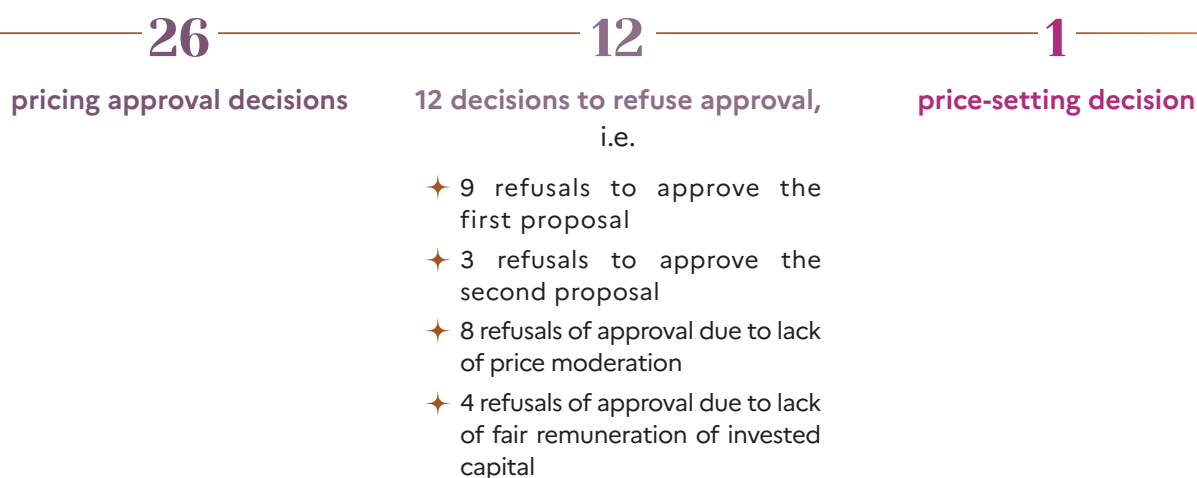 26
pricing approval decisions
12
12 decisions to refuse approval,
i.e.
9 refusals to approve the
first proposal
3 refusals to approve the
second proposal
8 refusals of approval due to lack
of price moderation
4 refusals of approval due to lack
of fair remuneration of invested
capital
1
price-setting decision